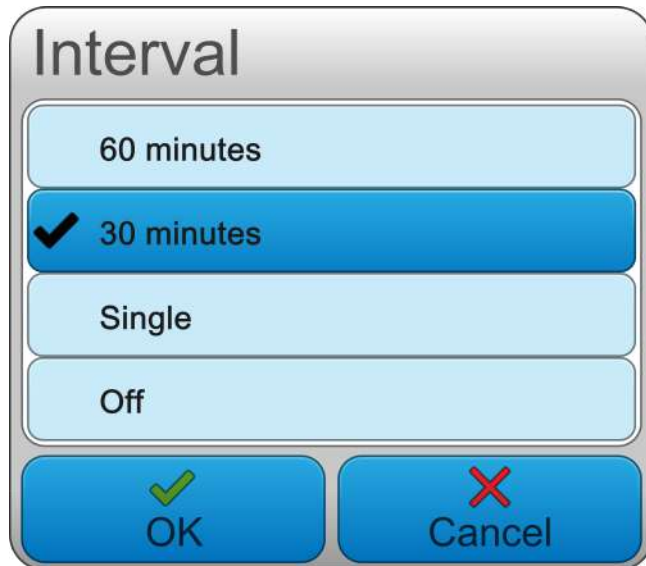 Interval
60 minutes
30 minutes
Single
Off
OK
Cancel